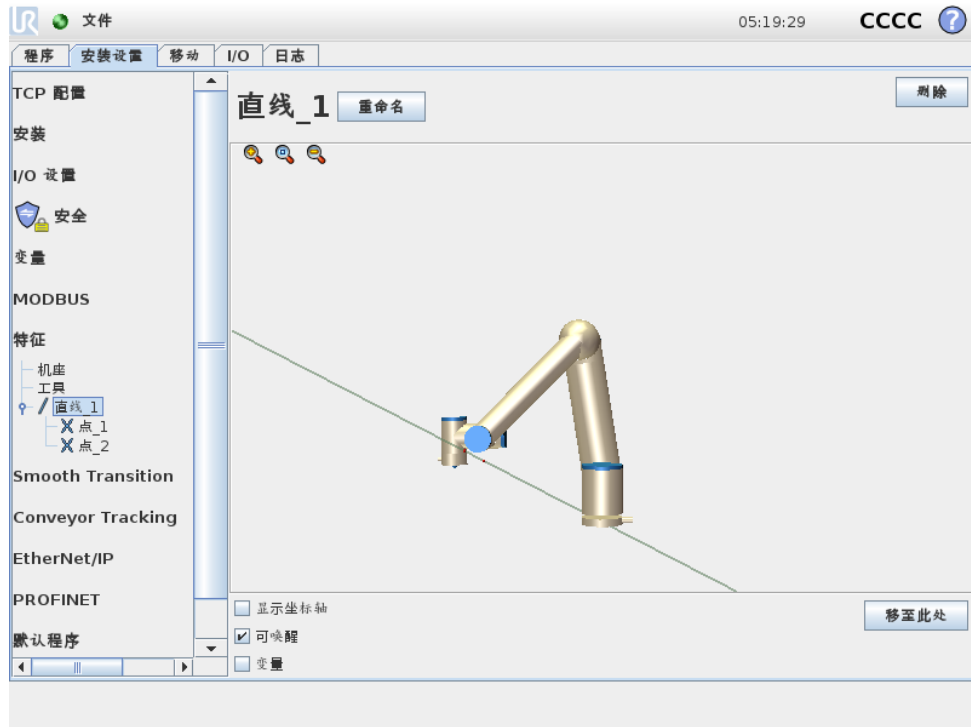 UR 文件 05:19:29 CCCC ?
程序 安装设置 移动 I/O 日志
TCP 配置
安装
I/O 设置
安全
变量
MODBUS
特征
机座
工具
直线_1
点_1
点_2
Smooth Transition
Conveyor Tracking
EtherNet/IP
PROFINET
默认程序
直线_1 重命名 删除
显示坐标轴
可唤醒
变量
移至此处